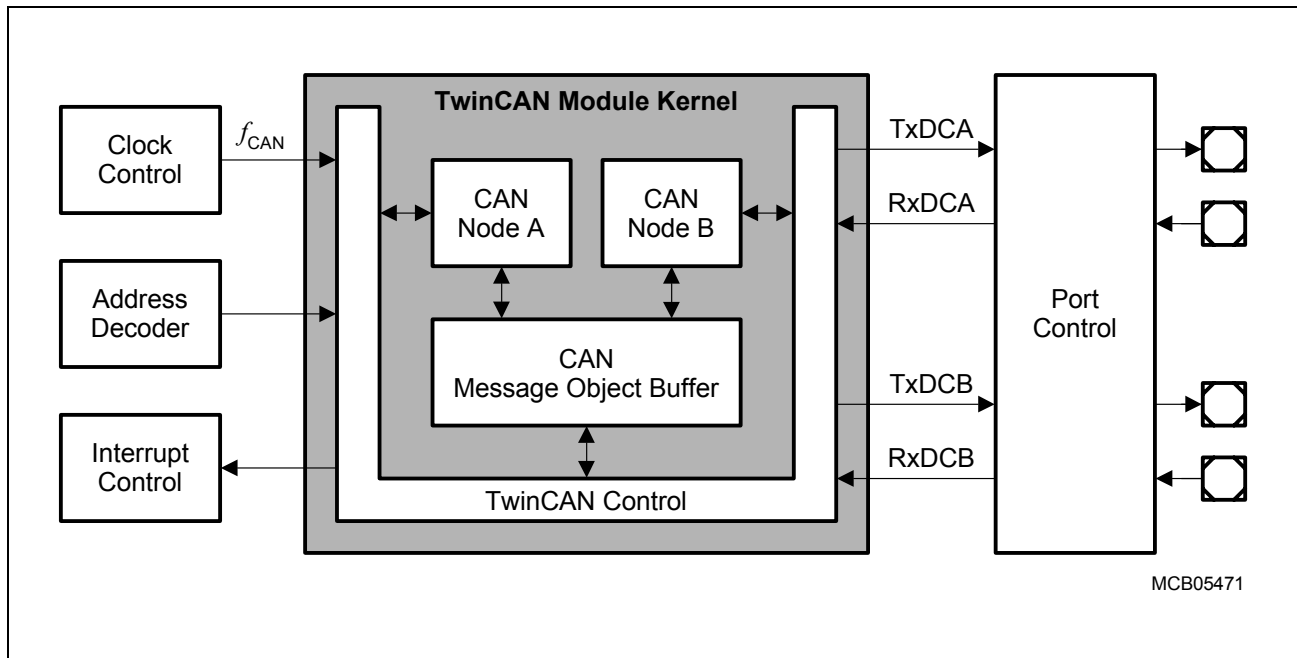 TwinCAN Module Kernel
Clock
Control
f CAN
Address
Decoder
Interrupt
Control
CAN
Node A
CAN
Node B
CAN
Message Object Buffer
TwinCAN Control
TxDCA
RxDCA
TxDCB
RxDCB
Port
Control
MCB05471